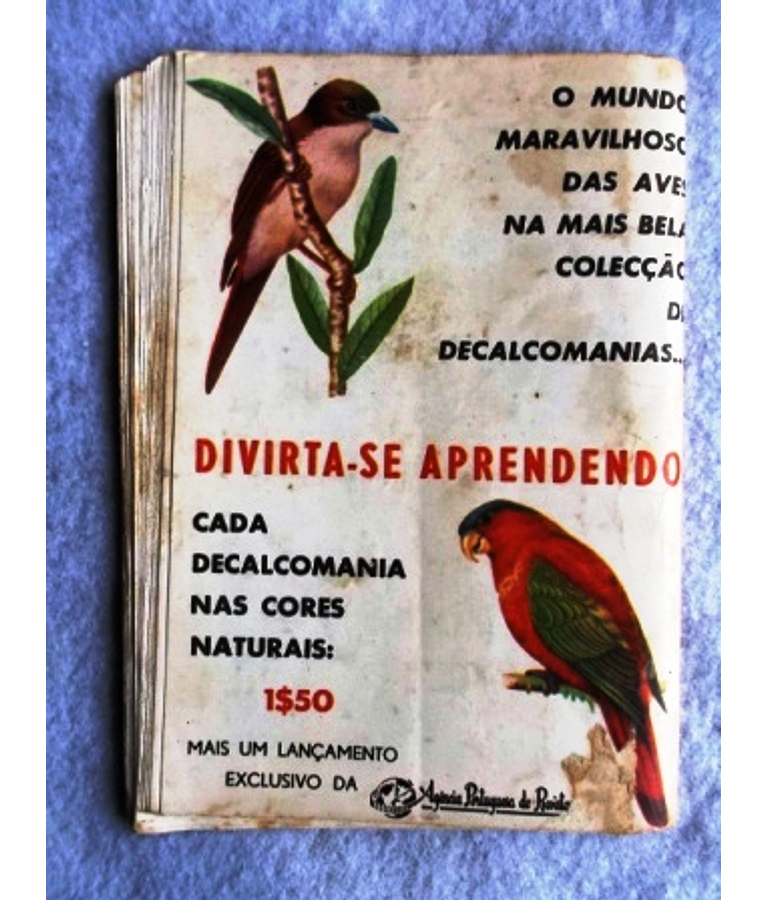 O MUNDO
MARAVILHOSO
DAS AVES
NA MAIS BELA
COLECÇÃO
DE
DECALCOMANIAS...
DIVIRTA-SE APRENDENDO
CADA
DECALCOMANIA
NAS CORES
NATURAIS:
1$50
MAIS UM LANÇAMENTO
EXCLUSIVO DA
Agência Portuguesa de Revistas